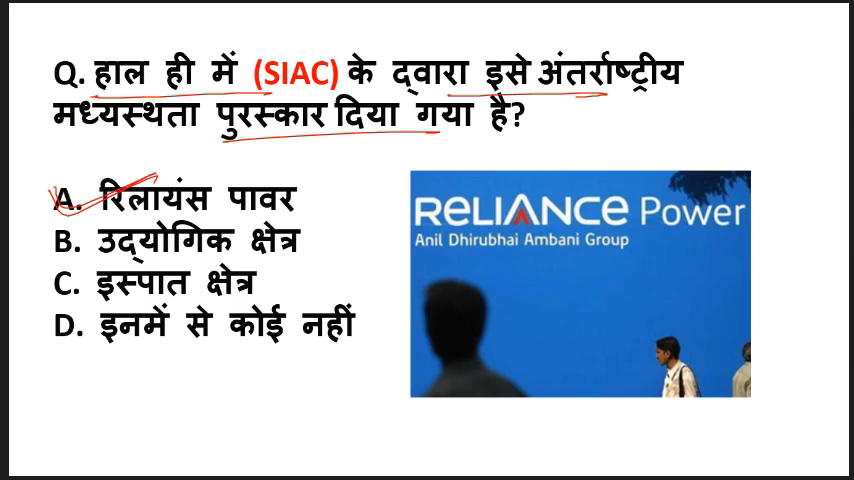 Q. हाल ही में (SIAC) के द्वारा इसे अंतर्राष्ट्रीय
मध्यस्थता पुरस्कार दिया गया है?
A. रिलायंस पावर
B. उद्योगिक क्षेत्र
C. इस्पात क्षेत्र
D. इनमें से कोई नहीं
RELIANCE Power
Anil Dhirubhai Ambani Group